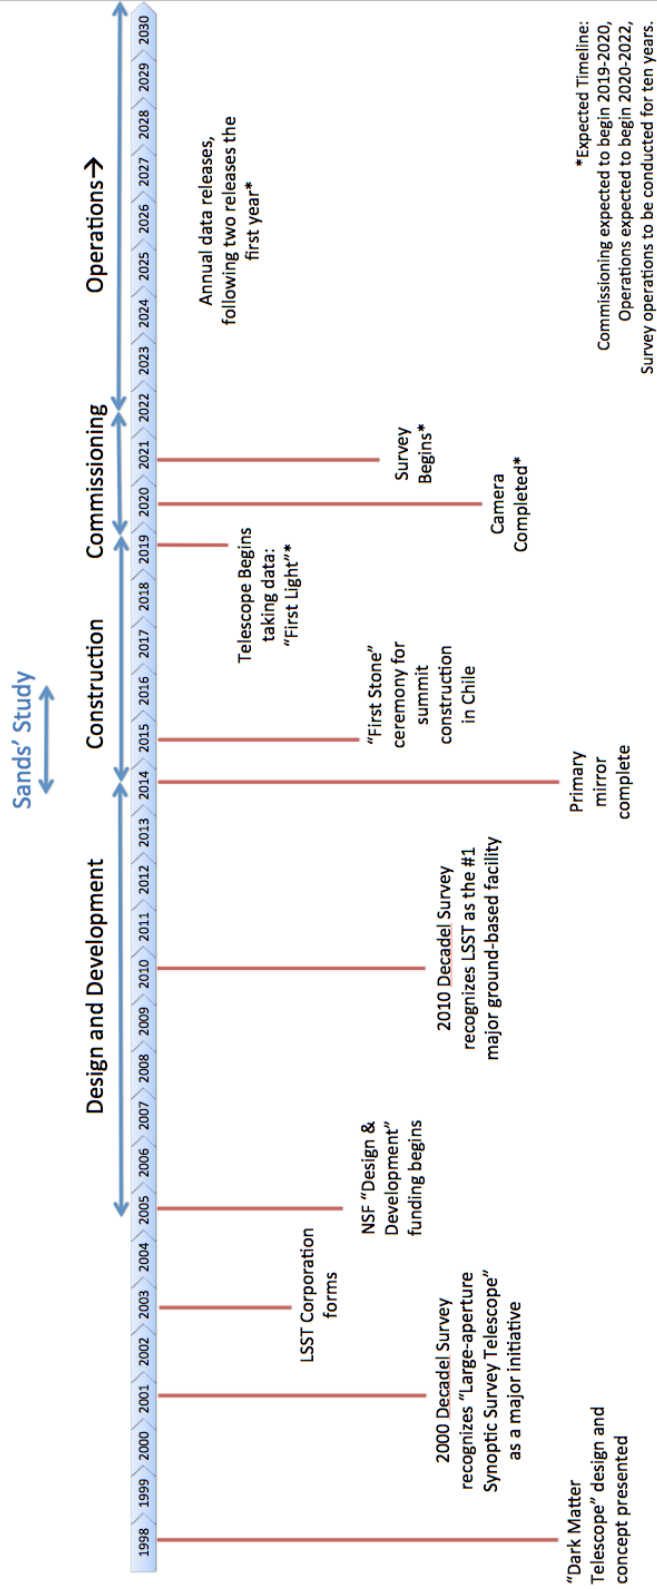 Sands’ Study
Design and Development
Construction
Commissioning
Operations→
1998
1999
2000
2001
2002
2003
2004
2005
2006
2007
2008
2009
2010
2011
2012
2013
2014
2015
2016
2017
2018
2019
2020
2021
2022
2023
2024
2025
2026
2027
2028
2029
2030
“Dark Matter
Telescope” design and
concept presented
2000 Decadel Survey
recognizes “Large-aperture
Synoptic Survey Telescope”
as a major initiative
LSST Corporation
forms
NSF “Design &
Development”
funding begins
2010 Decadel Survey
recognizes LSST as the #1
major ground-based facility
Primary
mirror
complete
“First Stone”
ceremony for
summit
construction
in Chile
Telescope Begins
taking data:
“First Light”*
Camera
Completed*
Survey
Begins*
Annual data releases,
following two releases the
first year*
*Expected Timeline:
Commissioning expected to begin 2019-2020,
Operations expected to begin 2020-2022,
Survey operations to be conducted for ten years.